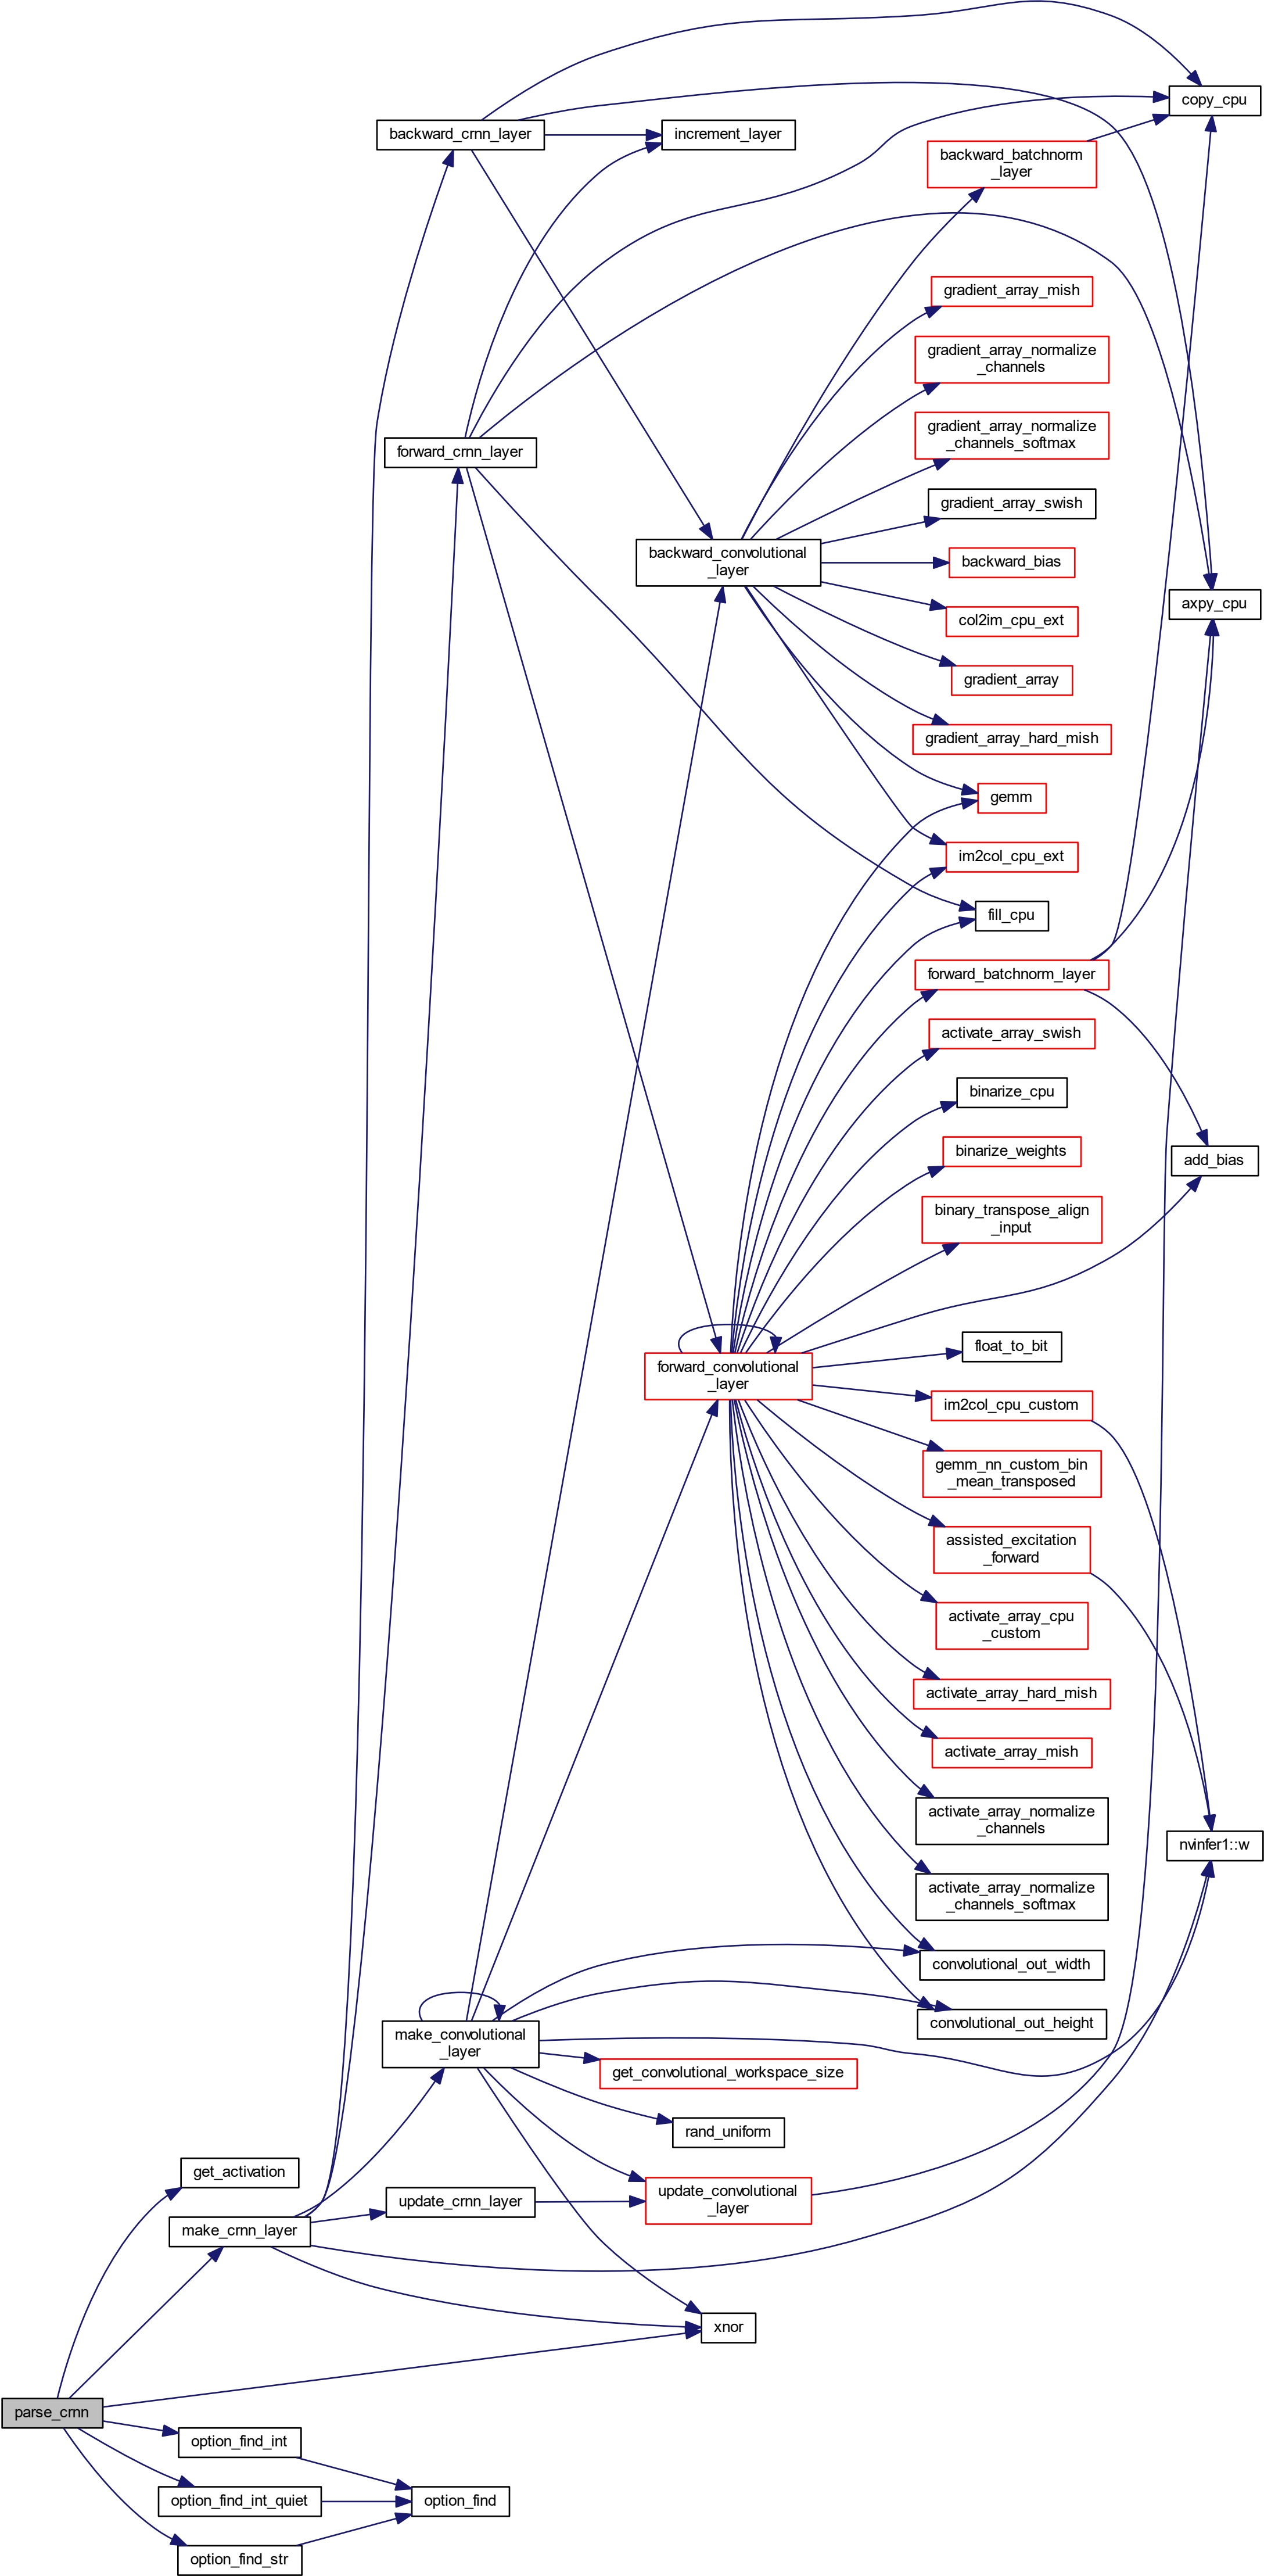 copy_cpu
backward_crnn_layer
increment_layer
backward_batchnorm
_layer
gradient_array_mish
gradient_array_normalize
_channels
gradient_array_normalize
_channels_softmax
forward_crnn_layer
gradient_array_swish
backward_convolutional
_layer
backward_bias
axpy_cpu
col2im_cpu_ext
gradient_array
gradient_array_hard_mish
gemm
im2col_cpu_ext
fill_cpu
forward_batchnorm_layer
activate_array_swish
binarize_cpu
binarize_weights
add_bias
binary_transpose_align
_input
float_to_bit
forward_convolutional
_layer
im2col_cpu_custom
gemm_nn_custom_bin
_mean_transposed
assisted_excitation
_forward
activate_array_cpu
_custom
activate_array_hard_mish
activate_array_mish
activate_array_normalize
_channels
nvinfer1::w
activate_array_normalize
_channels_softmax
convolutional_out_width
convolutional_out_height
make_convolutional
_layer
get_convolutional_workspace_size
rand_uniform
get_activation
update_convolutional
_layer
update_crnn_layer
make_crnn_layer
xnor
parse_crnn
option_find_int
option_find_int_quiet
option_find
option_find_str